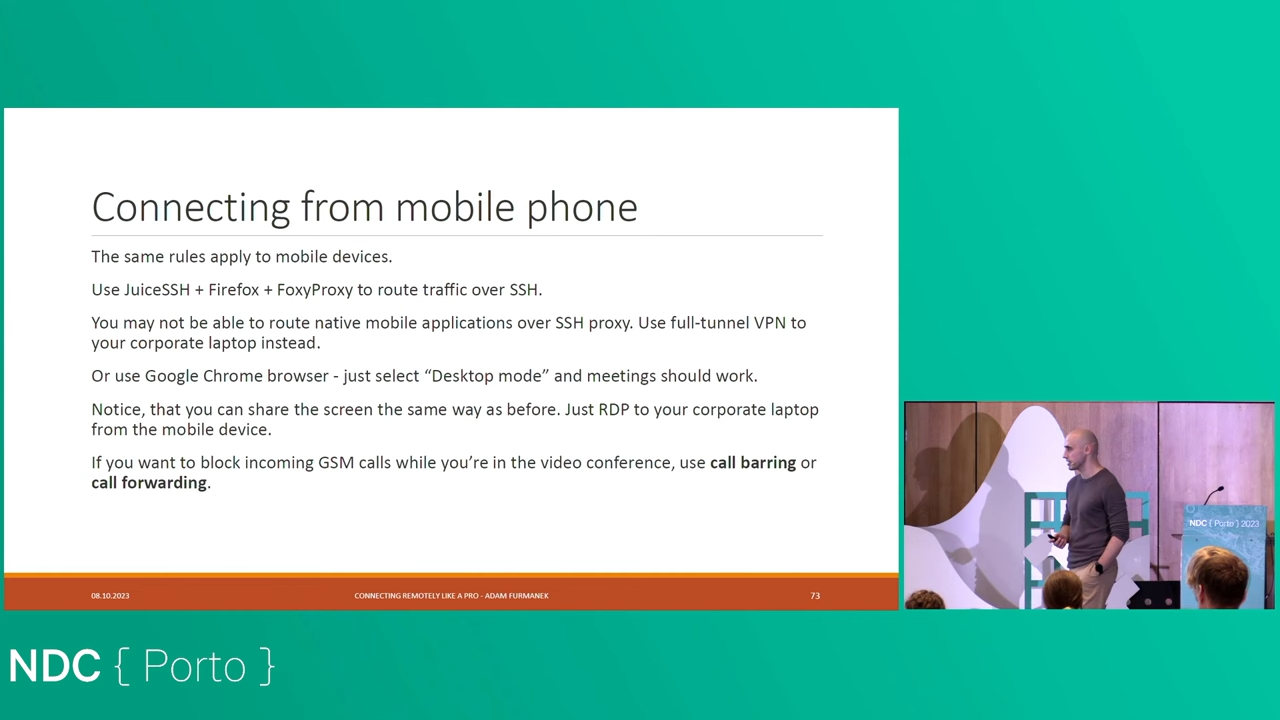 Connecting from mobile phone
The same rules apply to mobile devices.
Use JuiceSSH + Firefox + FoxyProxy to route traffic over SSH.
You may not be able to route native mobile applications over SSH proxy. Use full-tunnel VPN to
your corporate laptop instead.
Or use Google Chrome browser - just select “Desktop mode” and meetings should work.
Notice, that you can share the screen the same way as before. Just RDP to your corporate laptop
from the mobile device.
If you want to block incoming GSM calls while you’re in the video conference, use call barring or
call forwarding.
08.10.2023
CONNECTING REMOTELY LIKE A PRO - ADAM FURMANEK
73
NDC { Porto } 2023
NDC { Porto }